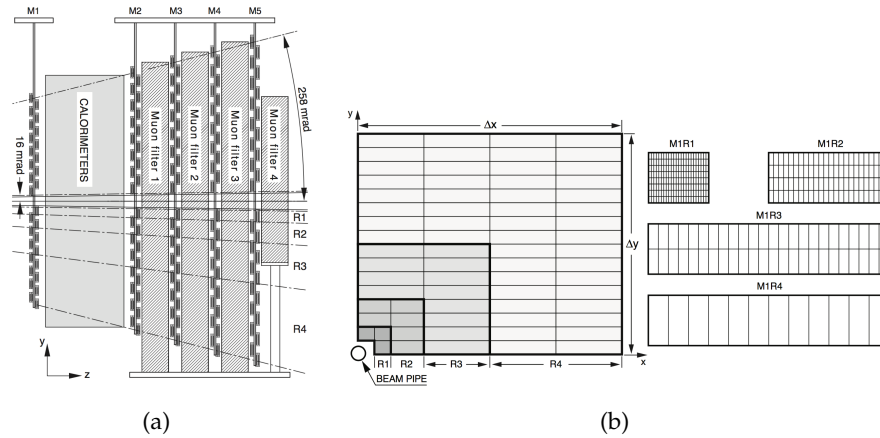 M1 M2 M3 M4 M5
258 mrad
CALORIMETERS
Muon filter 1
Muon filter 2
Muon filter 3
Muon filter 4
16 mrad
R1
R2
R3
R4
y
z
(a)
y
Δx
Δy
R1 R2 R3 R4
x
BEAM PIPE
M1R1 M1R2
M1R3
M1R4
(b)